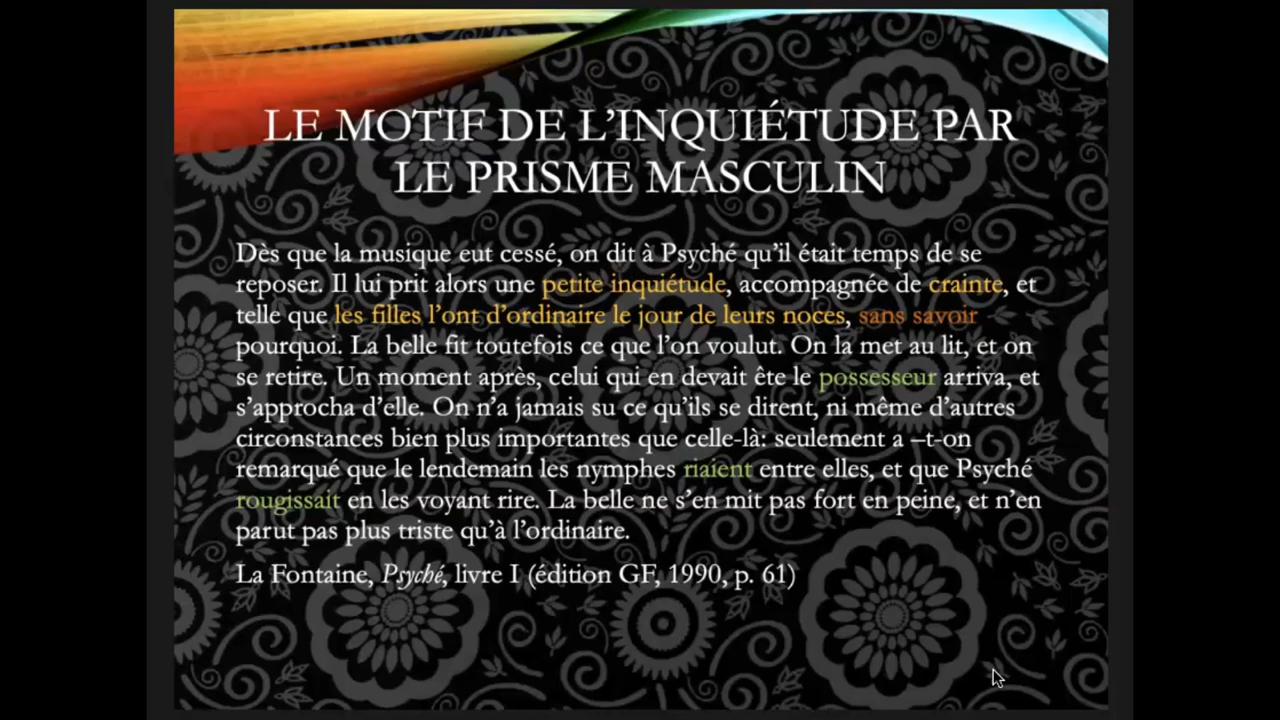 LE MOTIF DE L’INQUIÉTUDE PAR
LE PRISME MASCULIN
Dès que la musique eut cessé, on dit à Psyché qu’il était temps de se
reposer. Il lui prit alors une petite inquiétude, accompagnée de crainte, et
telle que les filles l’ont d’ordinaire le jour de leurs noces, sans savoir
pourquoi. La belle fit toutefois ce que l’on voulut. On la met au lit, et on
se retire. Un moment après, celui qui en devait ête le possesseur arriva, et
s’approcha d’elle. On n’a jamais su ce qu’ils se dirent, ni même d’autres
circonstances bien plus importantes que celle-là: seulement a –t-on
remarqué que le lendemain les nymphes riaient entre elles, et que Psyché
rougissait en les voyant rire. La belle ne s’en mit pas fort en peine, et n’en
parut pas plus triste qu’à l’ordinaire.
La Fontaine, Psyché, livre I (édition GF, 1990, p. 61)